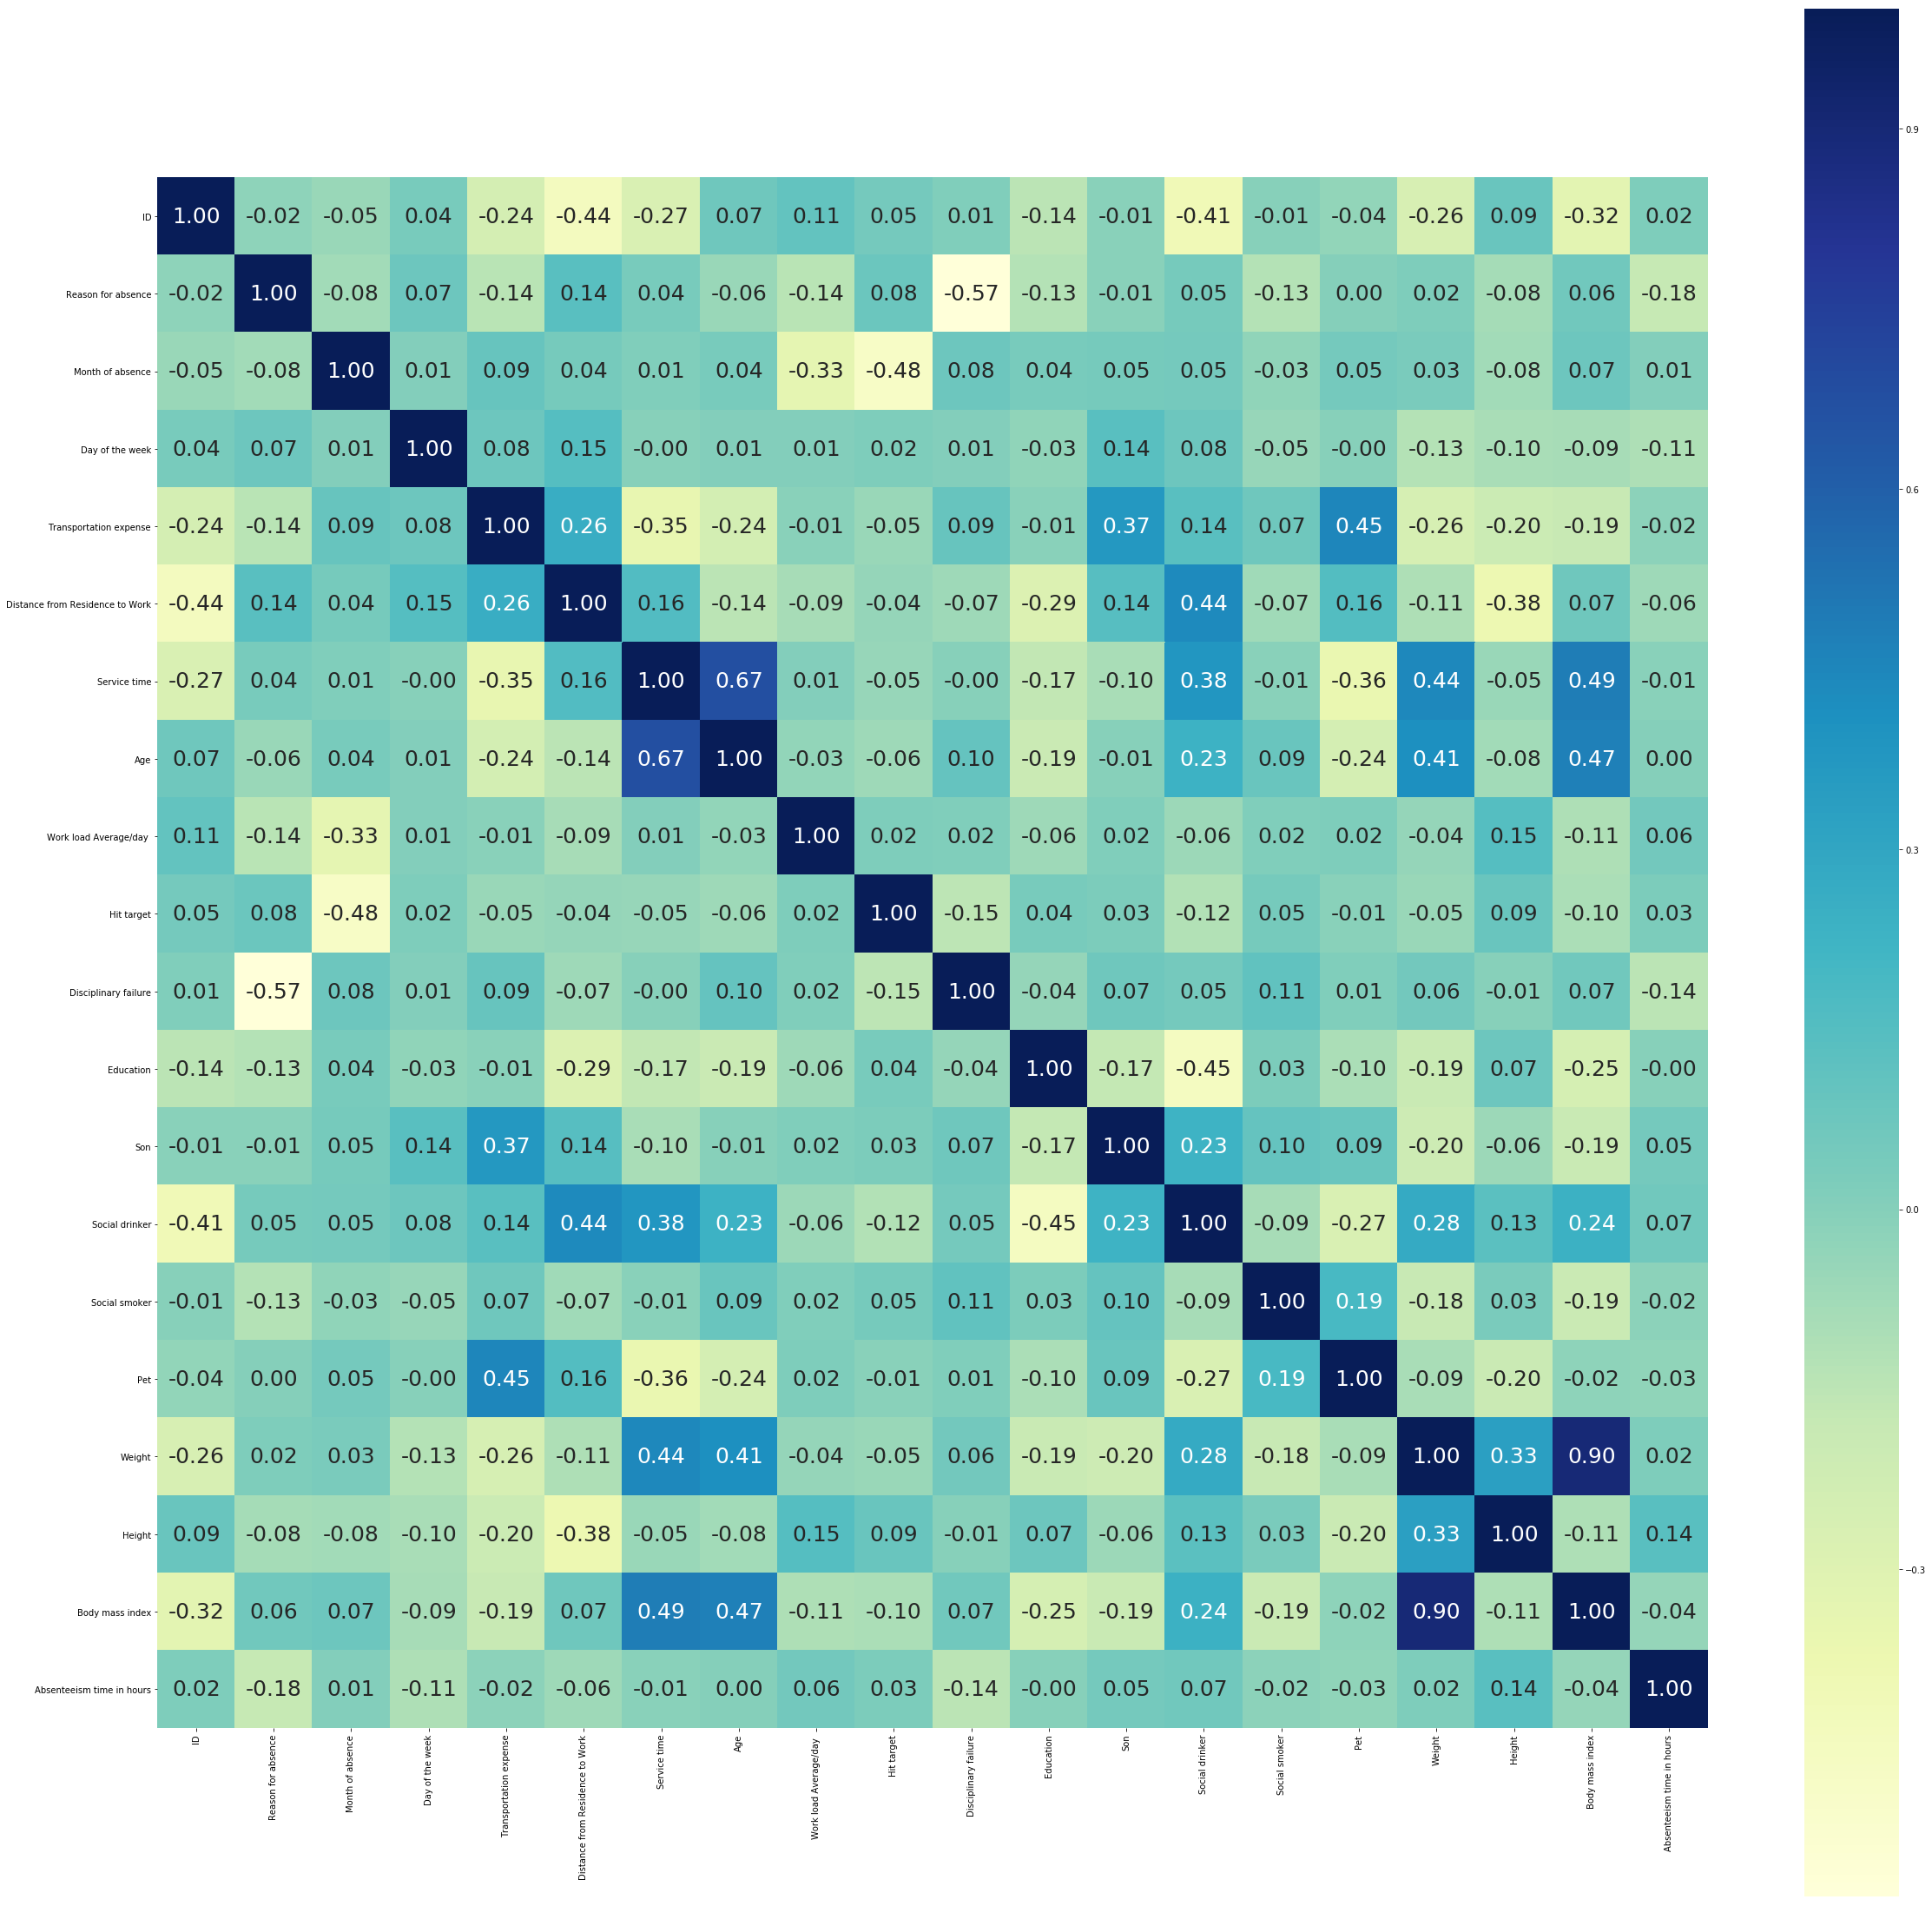 0.9
ID 1.00 -0.02 -0.05 0.04 -0.24 -0.44 -0.27 0.07 0.11 0.05 0.01 -0.14 -0.01 -0.41 -0.01 -0.04 -0.26 0.09 -0.32 0.02
Reason for absence -0.02 1.00 -0.08 0.07 -0.14 0.14 0.04 -0.06 -0.14 0.08 -0.57 -0.13 -0.01 0.05 -0.13 0.00 0.02 -0.08 0.06 -0.18
Month of absence -0.05 -0.08 1.00 0.01 0.09 0.04 0.01 0.04 -0.33 -0.48 0.08 0.04 0.05 0.05 -0.03 0.05 0.03 -0.08 0.07 0.01
Day of the week 0.04 0.07 0.01 1.00 0.08 0.15 -0.00 0.01 0.01 0.02 0.01 -0.03 0.14 0.08 -0.05 -0.00 -0.13 -0.10 -0.09 -0.11
0.6
Transportation expense -0.24 -0.14 0.09 0.08 1.00 0.26 -0.35 -0.24 -0.01 -0.05 0.09 -0.01 0.37 0.14 0.07 0.45 -0.26 -0.20 -0.19 -0.02
Distance from Residence to Work -0.44 0.14 0.04 0.15 0.26 1.00 0.16 -0.14 -0.09 -0.04 -0.07 -0.29 0.14 0.44 -0.07 0.16 -0.11 -0.38 0.07 -0.06
Service time -0.27 0.04 0.01 -0.00 -0.35 0.16 1.00 0.67 0.01 -0.05 -0.00 -0.17 -0.10 0.38 -0.01 -0.36 0.44 -0.05 0.49 -0.01
Age 0.07 -0.06 0.04 0.01 -0.24 -0.14 0.67 1.00 -0.03 -0.06 0.10 -0.19 -0.01 0.23 0.09 -0.24 0.41 -0.08 0.47 0.00
Work load Average/day 0.11 -0.14 -0.33 0.01 -0.01 -0.09 0.01 -0.03 1.00 0.02 0.02 -0.06 0.02 -0.06 0.02 0.02 -0.04 0.15 -0.11 0.06
0.3
Hit target 0.05 0.08 -0.48 0.02 -0.05 -0.04 -0.05 -0.06 0.02 1.00 -0.15 0.04 0.03 -0.12 0.05 -0.01 -0.05 0.09 -0.10 0.03
Disciplinary failure 0.01 -0.57 0.08 0.01 0.09 -0.07 -0.00 0.10 0.02 -0.15 1.00 -0.04 0.07 0.05 0.11 0.01 0.06 -0.01 0.07 -0.14
Education -0.14 -0.13 0.04 -0.03 -0.01 -0.29 -0.17 -0.19 -0.06 0.04 -0.04 1.00 -0.17 -0.45 0.03 -0.10 -0.19 0.07 -0.25 -0.00
Son -0.01 -0.01 0.05 0.14 0.37 0.14 -0.10 -0.01 0.02 0.03 0.07 -0.17 1.00 0.23 0.10 0.09 -0.20 -0.06 -0.19 0.05
0.0
Social drinker -0.41 0.05 0.05 0.08 0.14 0.44 0.38 0.23 -0.06 -0.12 0.05 -0.45 0.23 1.00 -0.09 -0.27 0.28 0.13 0.24 0.07
Social smoker -0.01 -0.13 -0.03 -0.05 0.07 -0.07 -0.01 0.09 0.02 0.05 0.11 0.03 0.10 -0.09 1.00 0.19 -0.18 0.03 -0.19 -0.02
Pet -0.04 0.00 0.05 -0.00 0.45 0.16 -0.36 -0.24 0.02 -0.01 0.01 -0.10 0.09 -0.27 0.19 1.00 -0.09 -0.20 -0.02 -0.03
Weight -0.26 0.02 0.03 -0.13 -0.26 -0.11 0.44 0.41 -0.04 -0.05 0.06 -0.19 -0.20 0.28 -0.18 -0.09 1.00 0.33 0.90 0.02
Height 0.09 -0.08 -0.08 -0.10 -0.20 -0.38 -0.05 -0.08 0.15 0.09 -0.01 0.07 -0.06 0.13 0.03 -0.20 0.33 1.00 -0.11 0.14
−0.3
Body mass index -0.32 0.06 0.07 -0.09 -0.19 0.07 0.49 0.47 -0.11 -0.10 0.07 -0.25 -0.19 0.24 -0.19 -0.02 0.90 -0.11 1.00 -0.04
Absenteeism time in hours 0.02 -0.18 0.01 -0.11 -0.02 -0.06 -0.01 0.00 0.06 0.03 -0.14 -0.00 0.05 0.07 -0.02 -0.03 0.02 0.14 -0.04 1.00
ID
Reason for absence
Month of absence
Day of the week
Transportation expense
Distance from Residence to Work
Service time
Age
Work load Average/day
Hit target
Disciplinary failure
Education
Son
Social drinker
Social smoker
Pet
Weight
Height
Body mass index
Absenteeism time in hours